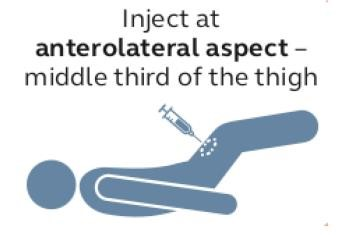 Inject at
anterolateral aspect –
middle third of the thigh